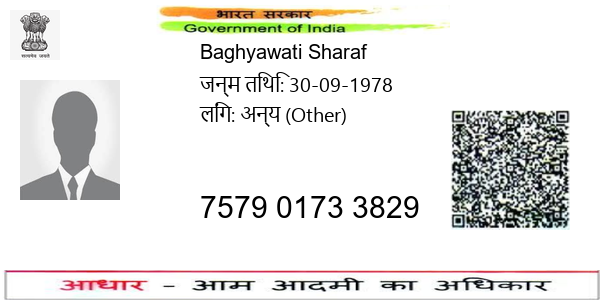 भारत सरकार
Government of India
सत्यमेव जयते
Baghyawati Sharaf
जन्म तिथि: 30-09-1978
लिंग: अन्य (Other)
7579 0173 3829
आधार – आम आदमी का अधिकार